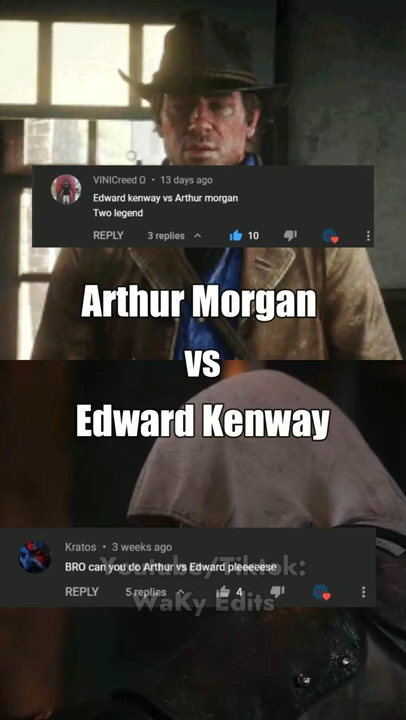 VINICreed Ω • 13 days ago
Edward kenway vs Arthur morgan
Two legend
REPLY 3 replies 10
Arthur Morgan
vs
Edward Kenway
Kratos • 3 weeks ago
BRO can you do Arthur vs Edward pleeeeese
Youtube/Tiktok:
REPLY 5 replies 4
WaKy Edits